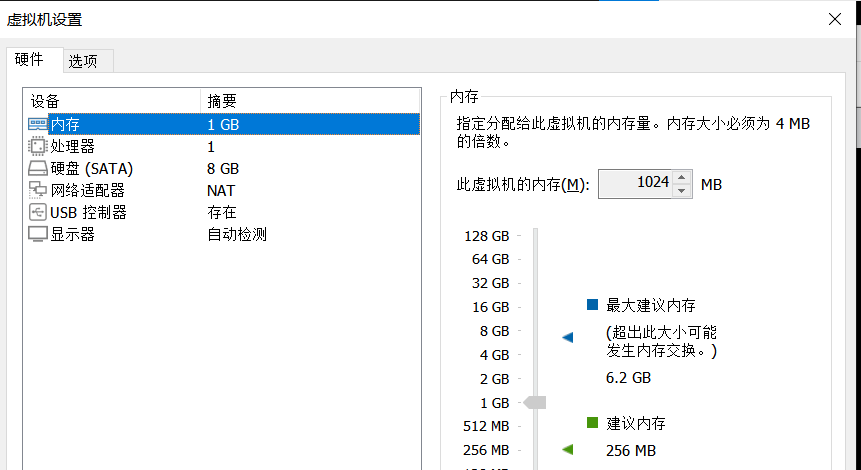 虚拟机设置
硬件 选项
设备 摘要
内存 1 GB
处理器 1
硬盘 (SATA) 8 GB
网络适配器 NAT
USB 控制器 存在
显示器 自动检测
内存
指定分配给此虚拟机的内存量。内存大小必须为 4 MB
的倍数。
此虚拟机的内存(M): 1024 MB
128 GB
64 GB
32 GB
16 GB
8 GB
4 GB
2 GB
1 GB
512 MB
256 MB
最大建议内存
(超出此大小可能
发生内存交换。)
6.2 GB
建议内存
256 MB